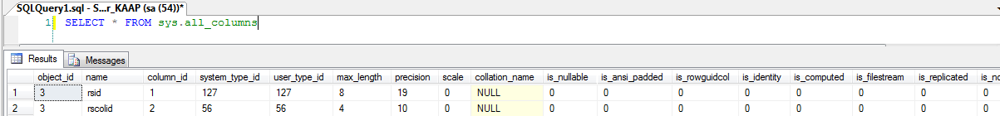 SQLQuery1.sql - S...r_KAAP (sa (54))*
1 SELECT * FROM sys.all_columns
Results Messages
object_id name column_id system_type_id user_type_id max_length precision scale collation_name is_nullable is_ansi_padded is_rowguidcol is_identity is_computed is_filestream is_replicated is_no
1 3 rsid 1 127 127 8 19 0 NULL 0 0 0 0 0 0 0 0
2 3 rscolid 2 56 56 4 10 0 NULL 0 0 0 0 0 0 0 0